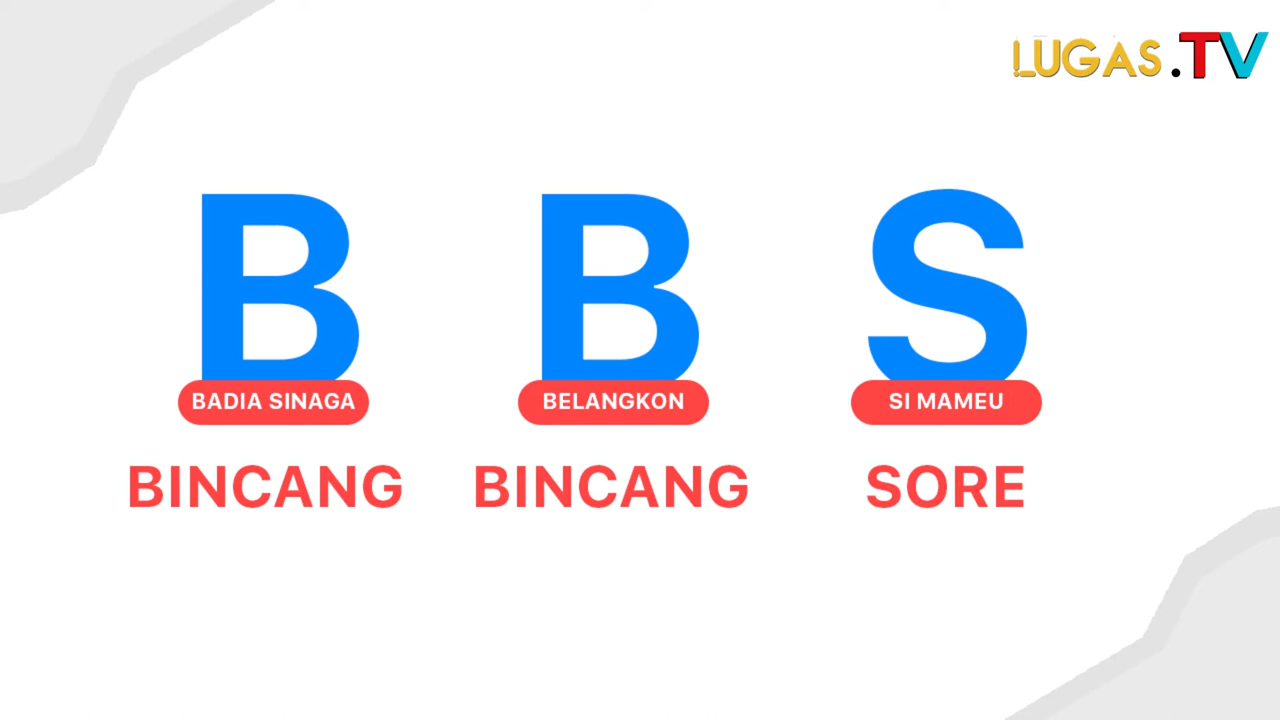 LUGAS.TV
B B S
BADIA SINAGA BELANGKON SI MAMEU
BINCANG BINCANG SORE